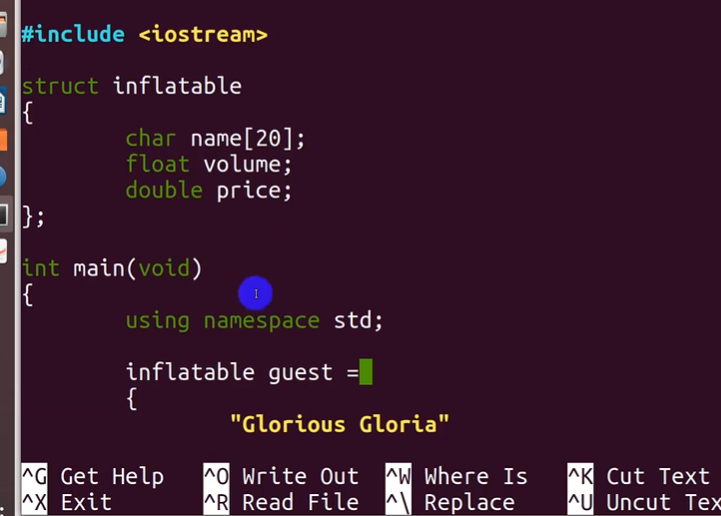 #include <iostream>
struct inflatable
{
char name[20];
float volume;
double price;
};
int main(void)
{
using namespace std;
inflatable guest =
{
"Glorious Gloria"
^G Get Help ^O Write Out ^W Where Is ^K Cut Text
^X Exit ^R Read File ^\ Replace ^U Uncut Tex